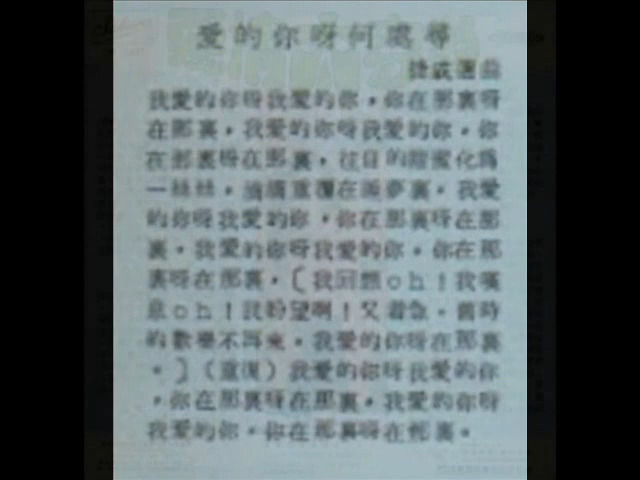 愛的你呀何處尋
我愛的你呀我愛的你，你在那裏呀
在那裏，我愛的你呀我愛的你，你
在那裏呀在那裏，往日的甜蜜化爲
一絲絲，重覆在夢裏，我愛
的你呀我愛的你，你在那裏呀在那
裏，我愛的你呀我愛的你，你在那
裏呀在那裏。〔我回想oh！我嘆
息oh！我盼望啊！又着急，舊時
的歡樂不再來，我愛的你呀在那裏
。〕（重復）我愛的你呀我愛的你
，你在那裏呀在那裏，我愛的你呀
我愛的你，你在那裏呀在那裏。